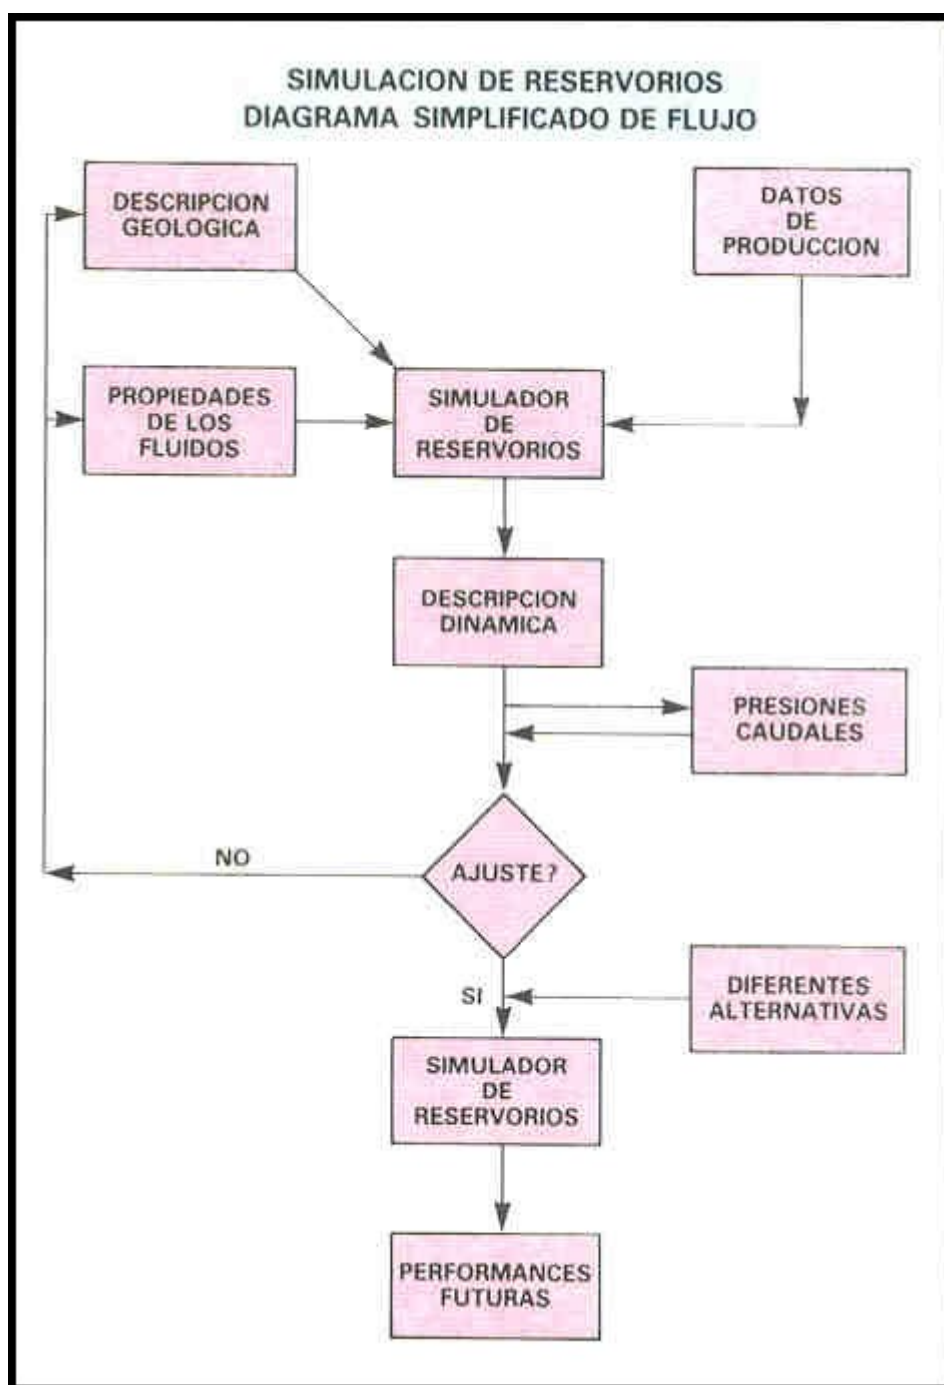 SIMULACION DE RESERVORIOS
DIAGRAMA SIMPLIFICADO DE FLUJO
DESCRIPCION
GEOLOGICA
DATOS
DE
PRODUCCION
PROPIEDADES
DE LOS
FLUIDOS
SIMULADOR
DE
RESERVORIOS
DESCRIPCION
DINAMICA
PRESIONES
CAUDALES
NO
AJUSTE?
DIFERENTES
ALTERNATIVAS
SI
SIMULADOR
DE
RESERVORIOS
PERFORMANCES
FUTURAS